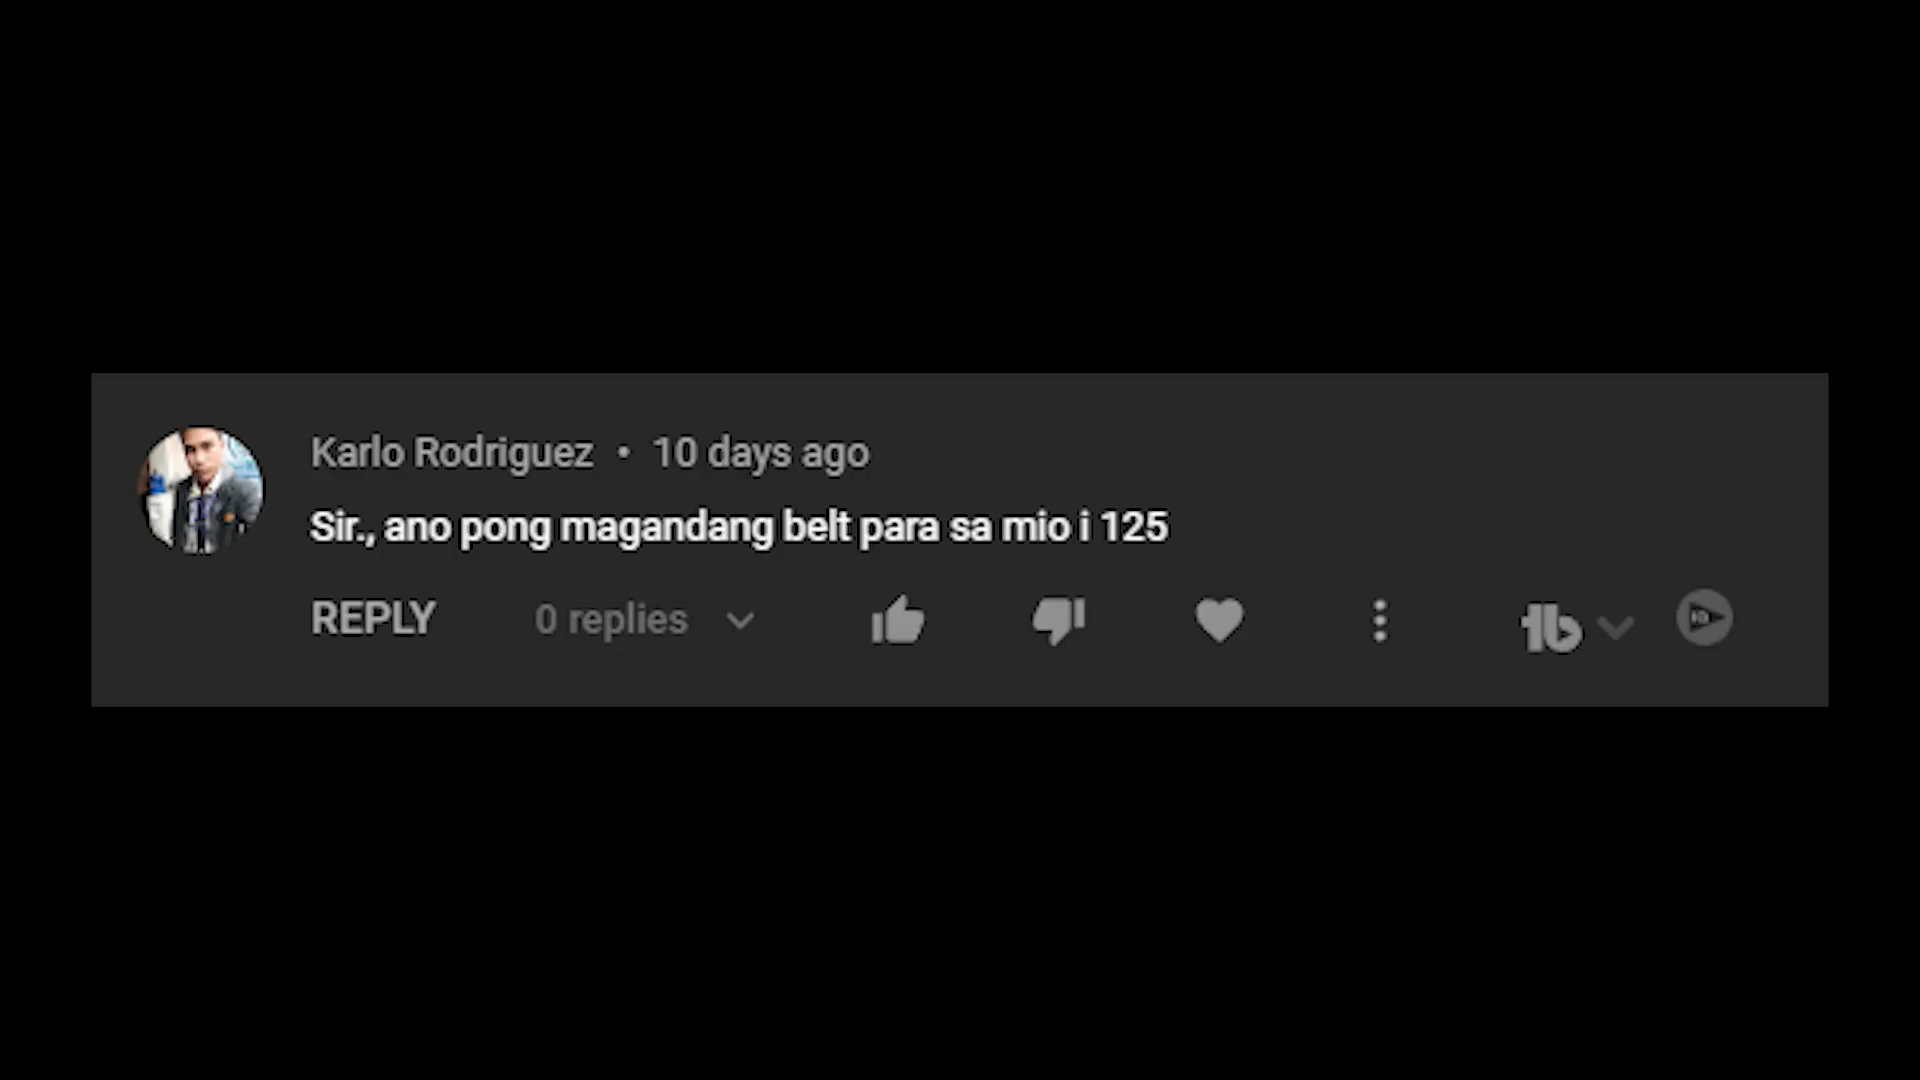 Karlo Rodriguez • 10 days ago
Sir., ano pong magandang belt para sa mio i 125
REPLY 0 replies